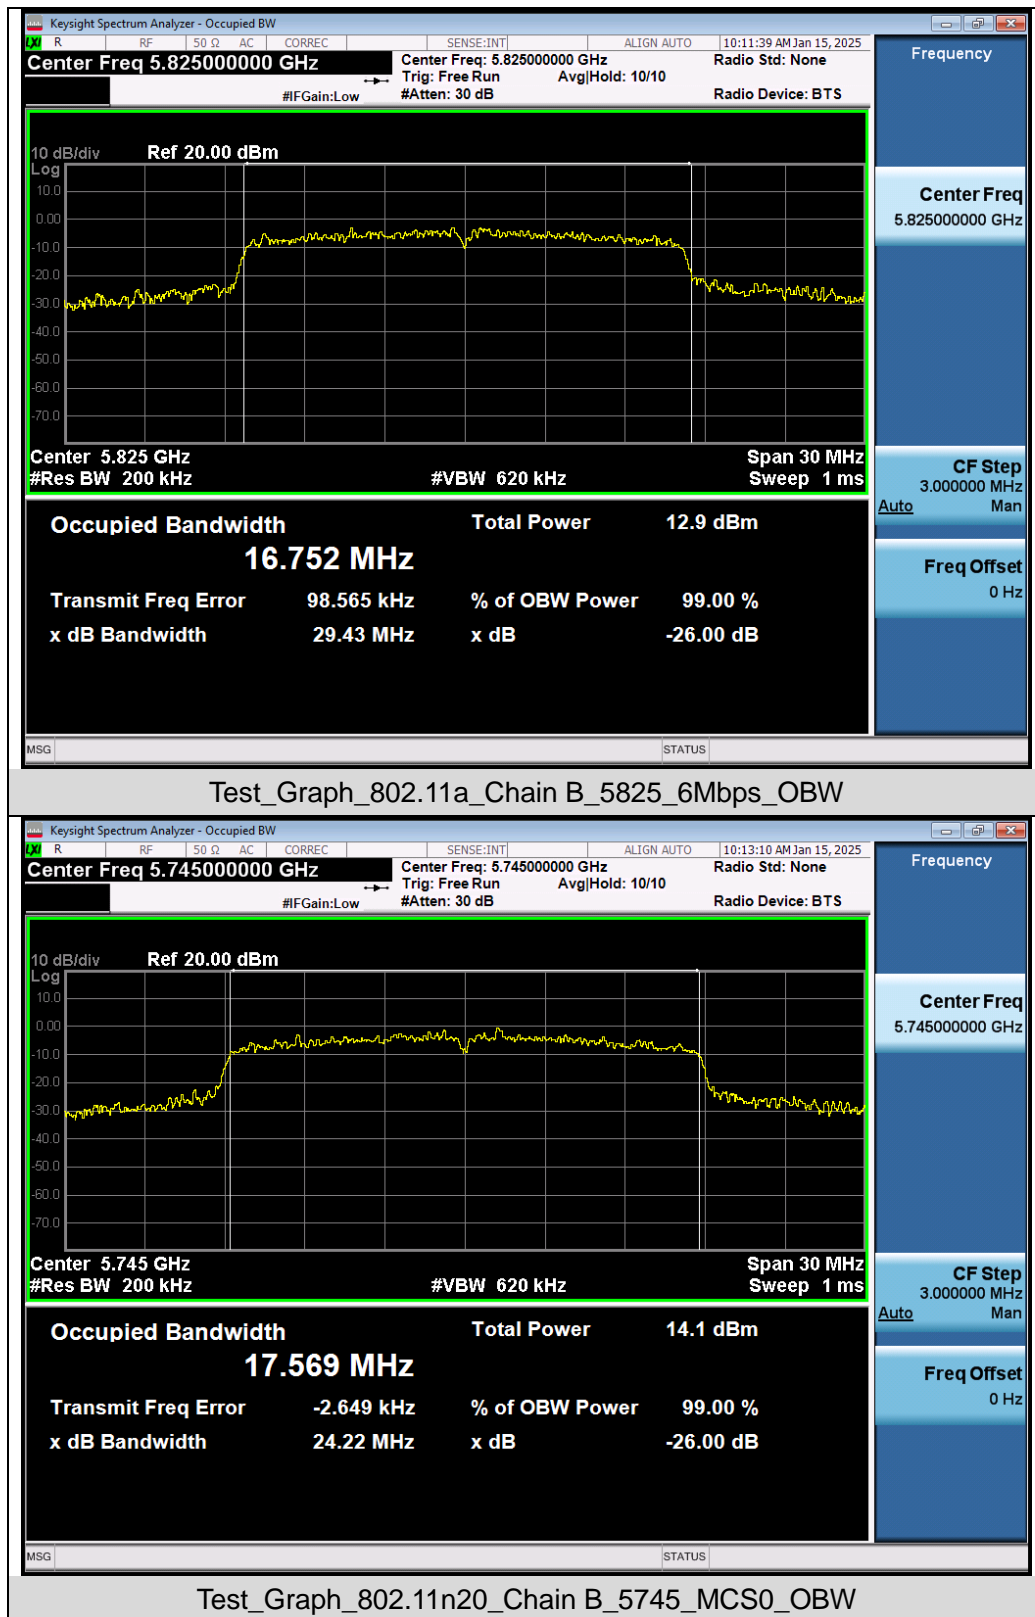 Keysight Spectrum Analyzer - Occupied BW
LXI R RF 50 Ω AC CORREC SENSE:INT ALIGN AUTO 10:11:39 AM Jan 15, 2025
Center Freq 5.825000000 GHz Center Freq: 5.825000000 GHz Radio Std: None
Trig: Free Run Avg|Hold: 10/10
#IFGain:Low #Atten: 30 dB Radio Device: BTS
10 dB/div Ref 20.00 dBm
Log
10.0
0.00
-10.0
-20.0
-30.0
-40.0
-50.0
-60.0
-70.0
Center 5.825 GHz Span 30 MHz
#Res BW 200 kHz #VBW 620 kHz Sweep 1 ms
Occupied Bandwidth Total Power 12.9 dBm
16.752 MHz
Transmit Freq Error 98.565 kHz % of OBW Power 99.00 %
x dB Bandwidth 29.43 MHz x dB -26.00 dB
MSG STATUS
Frequency
Center Freq
5.825000000 GHz
CF Step
3.000000 MHz
Auto Man
Freq Offset
0 Hz
Test_Graph_802.11a_Chain B_5825_6Mbps_OBW
Keysight Spectrum Analyzer - Occupied BW
LXI R RF 50 Ω AC CORREC SENSE:INT ALIGN AUTO 10:13:10 AM Jan 15, 2025
Center Freq 5.745000000 GHz Center Freq: 5.745000000 GHz Radio Std: None
Trig: Free Run Avg|Hold: 10/10
#IFGain:Low #Atten: 30 dB Radio Device: BTS
10 dB/div Ref 20.00 dBm
Log
10.0
0.00
-10.0
-20.0
-30.0
-40.0
-50.0
-60.0
-70.0
Center 5.745 GHz Span 30 MHz
#Res BW 200 kHz #VBW 620 kHz Sweep 1 ms
Occupied Bandwidth Total Power 14.1 dBm
17.569 MHz
Transmit Freq Error -2.649 kHz % of OBW Power 99.00 %
x dB Bandwidth 24.22 MHz x dB -26.00 dB
MSG STATUS
Frequency
Center Freq
5.745000000 GHz
CF Step
3.000000 MHz
Auto Man
Freq Offset
0 Hz
Test_Graph_802.11n20_Chain B_5745_MCS0_OBW